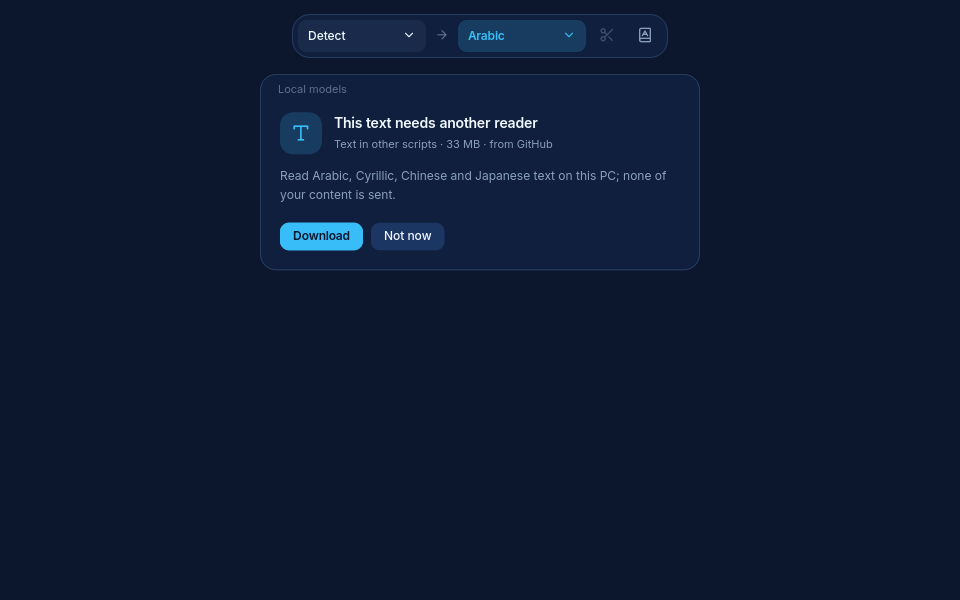 Detect
Arabic
Local models
This text needs another reader
Text in other scripts · 33 MB · from GitHub
Read Arabic, Cyrillic, Chinese and Japanese text on this PC; none of
your content is sent.
Download
Not now